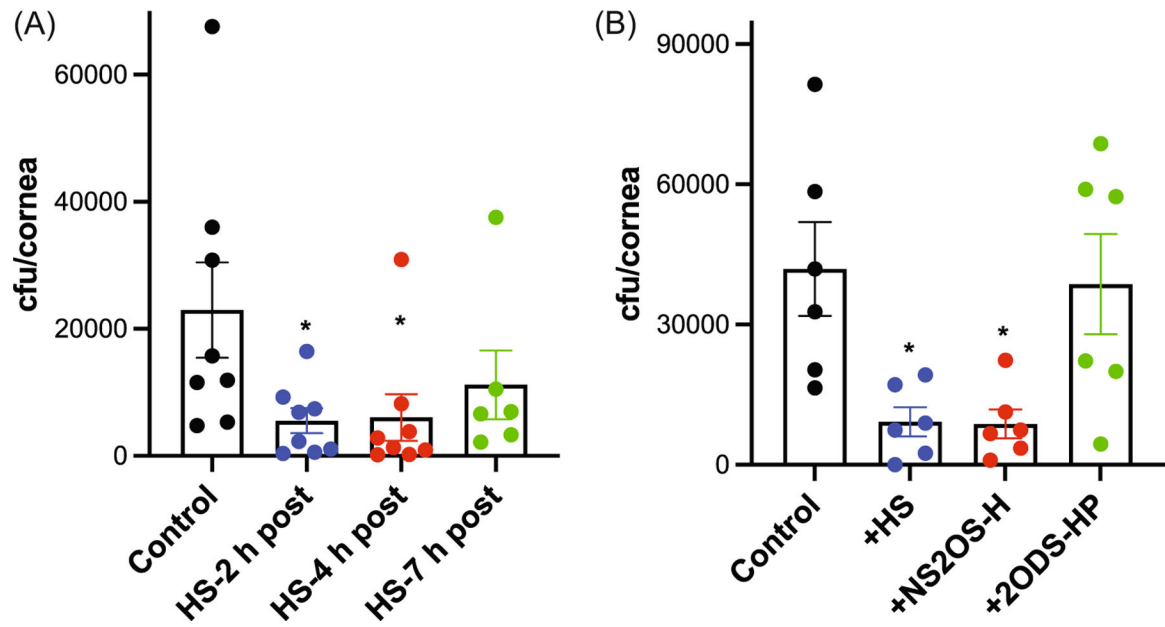 (A)
cfu/cornea
60000
40000
20000
0
*
*
Control
HS-2 h post
HS-4 h post
HS-7 h post
(B)
cfu/cornea
90000
60000
30000
0
*
*
Control
+HS
+NS2OS-H
+2ODS-HP